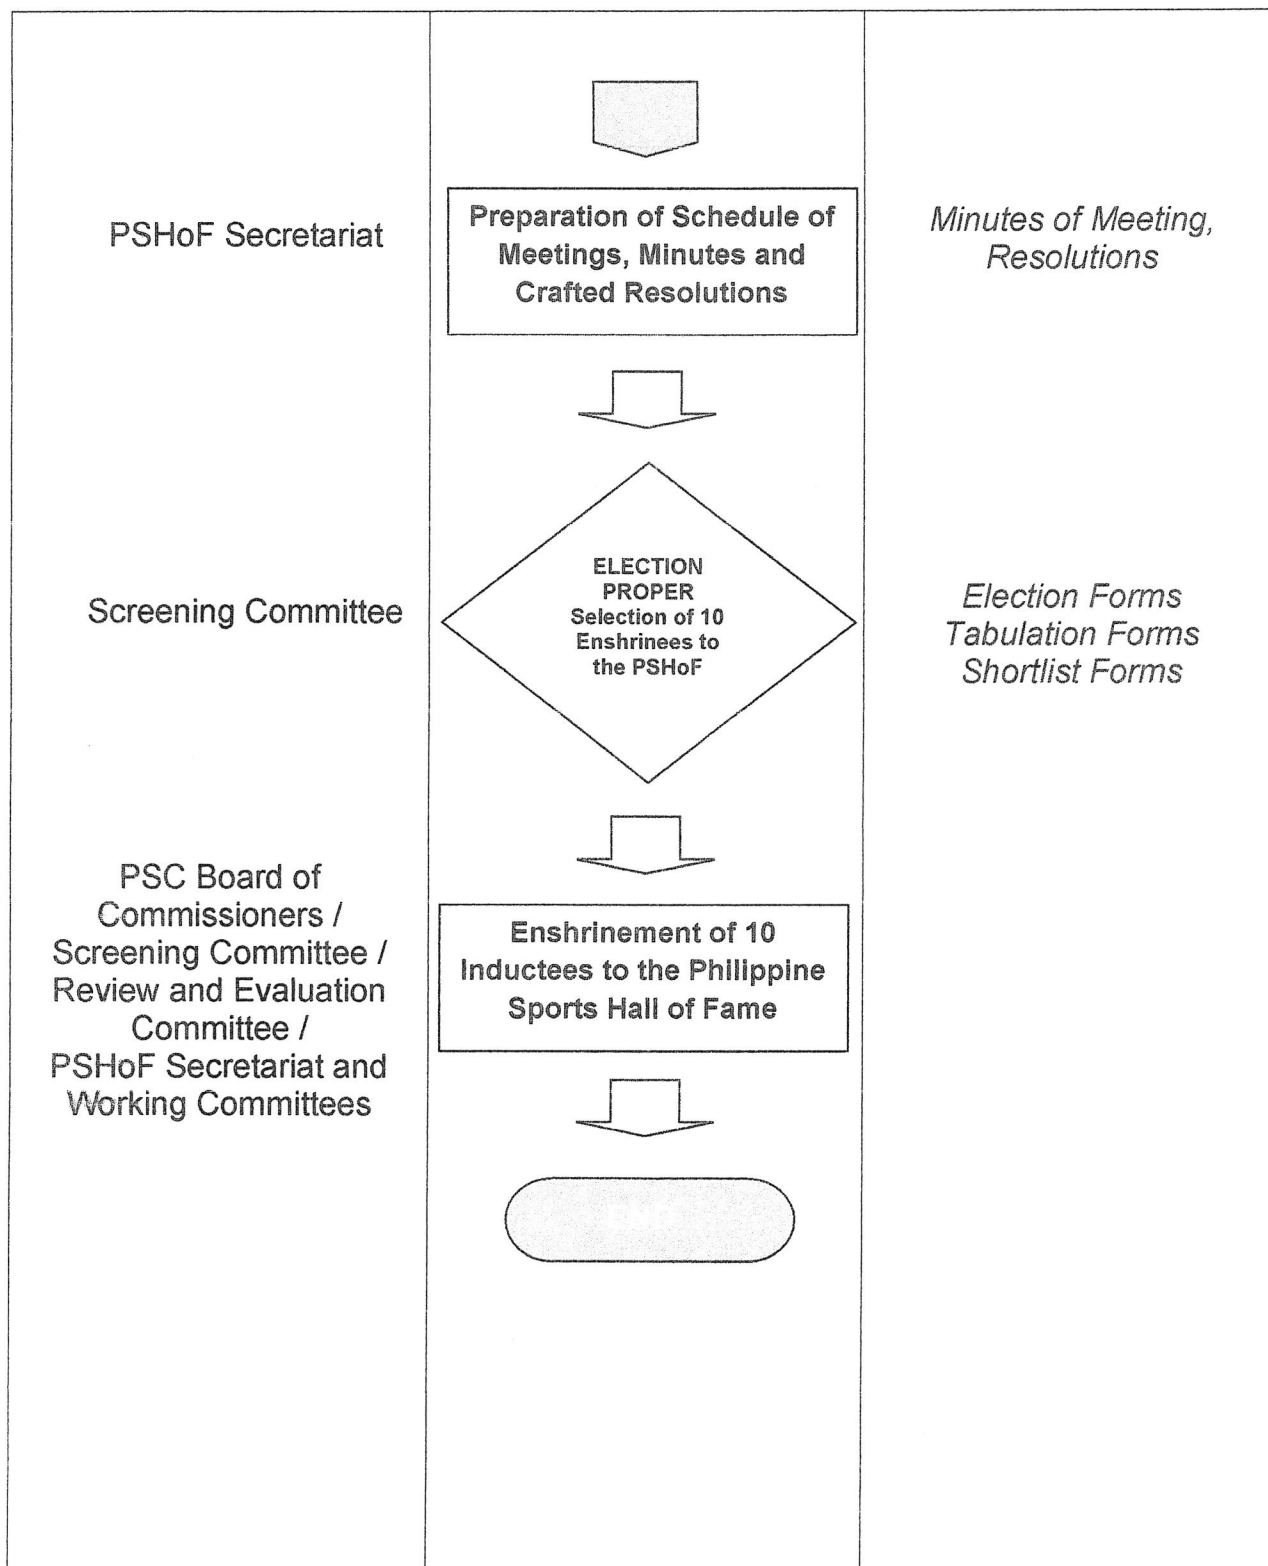 PSHoF Secretariat
Preparation of Schedule of
Meetings, Minutes and
Crafted Resolutions
Minutes of Meeting,
Resolutions
Screening Committee
ELECTION
PROPER
Selection of 10
Enshrinees to
the PSHoF
Election Forms
Tabulation Forms
Shortlist Forms
PSC Board of
Commissioners /
Screening Committee /
Review and Evaluation
Committee /
PSHoF Secretariat and
Working Committees
Enshrinement of 10
Inductees to the Philippine
Sports Hall of Fame
END